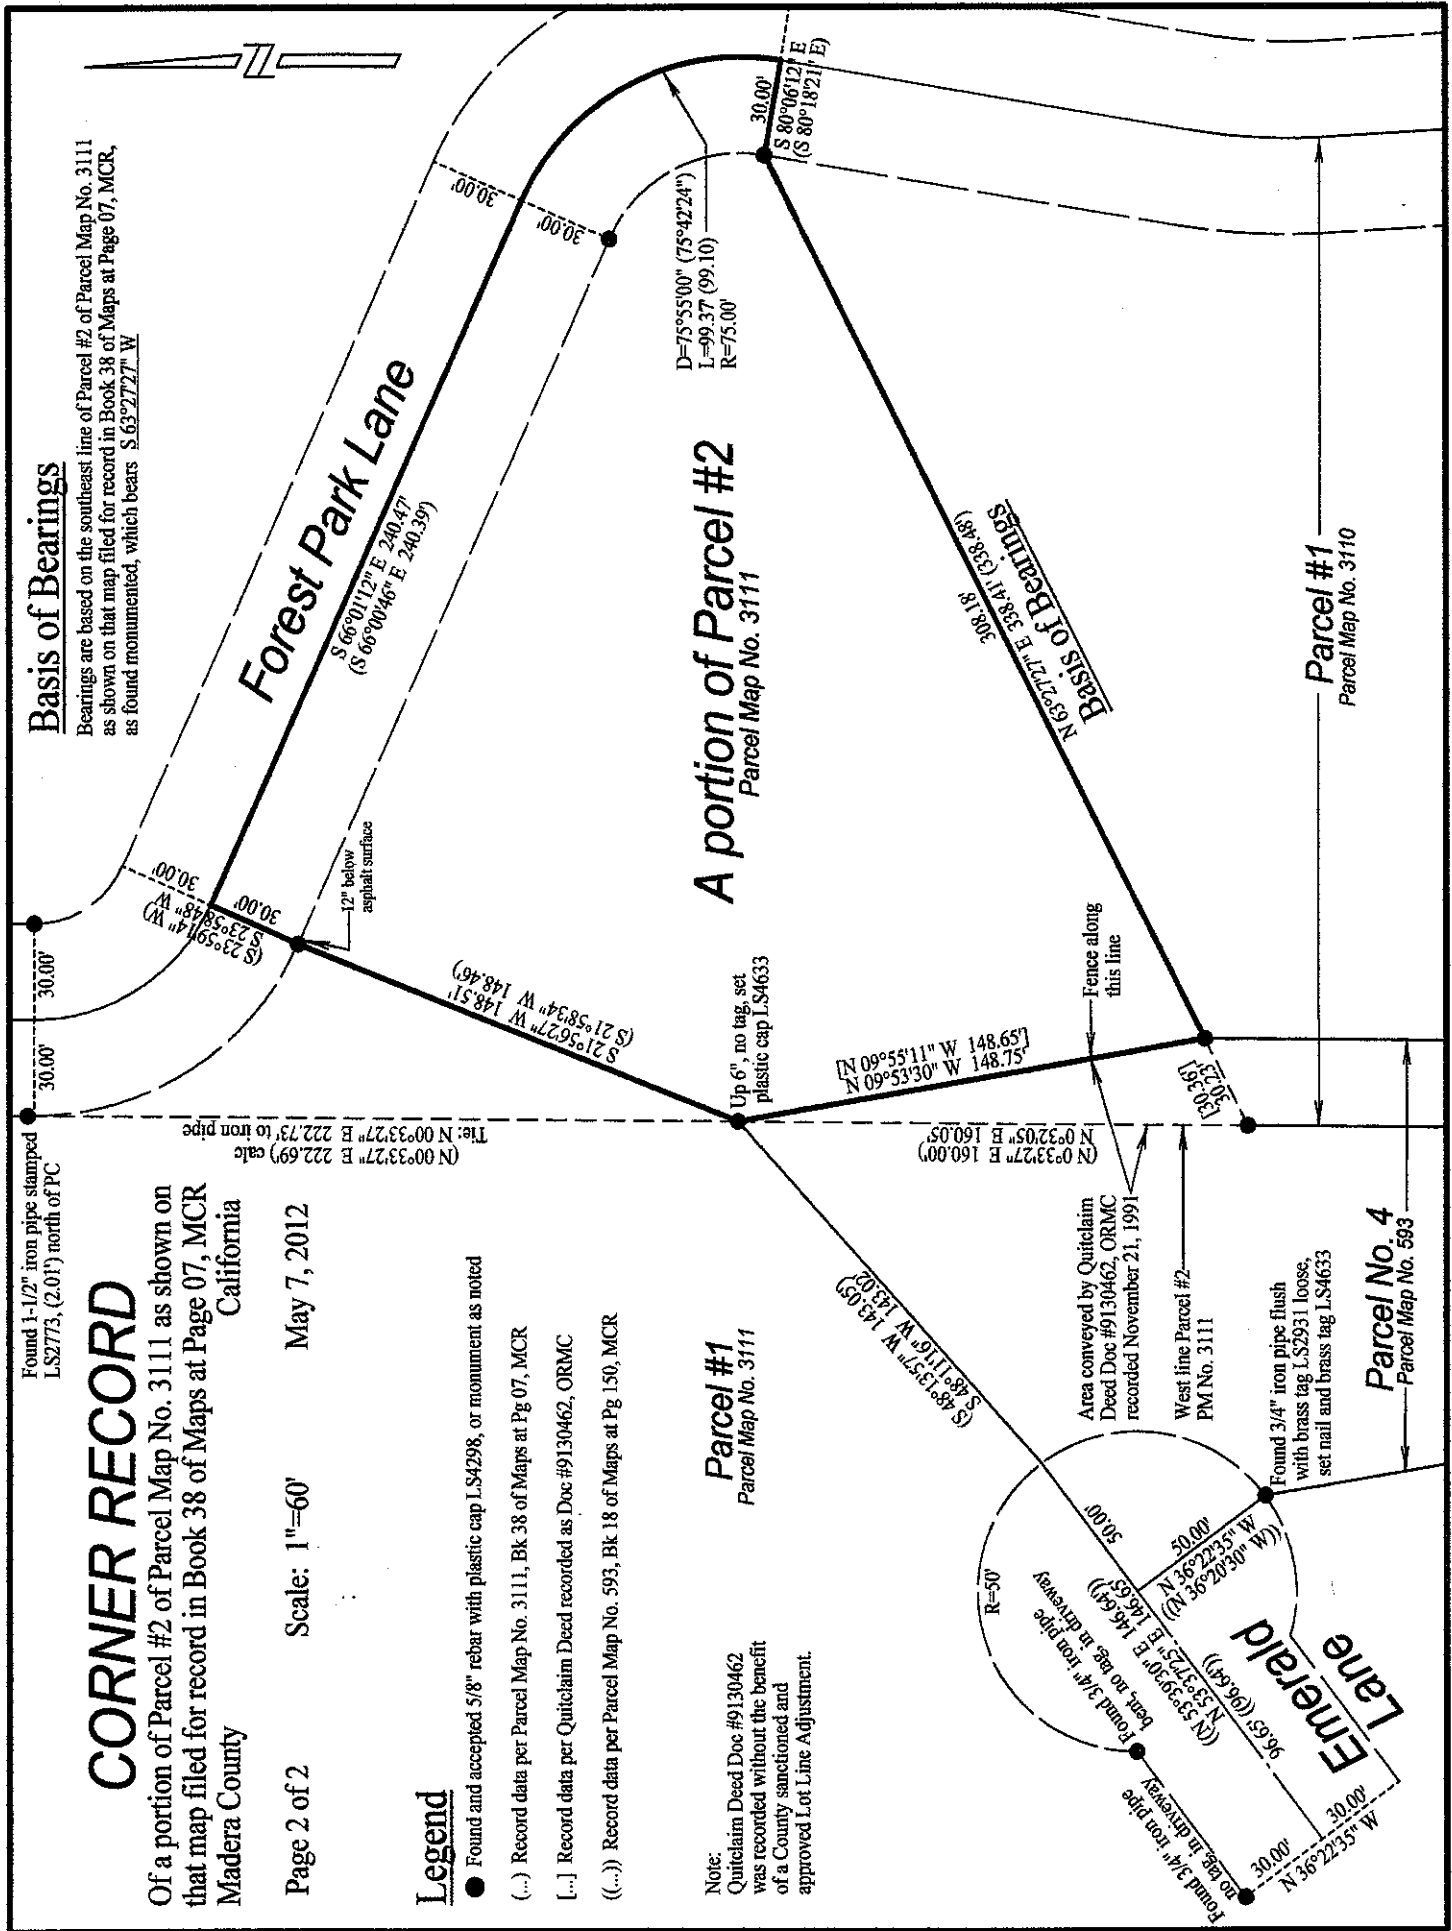 CORNER RECORD
Of a portion of Parcel #2 of Parcel Map No. 3111 as shown on
that map filed for record in Book 38 of Maps at Page 07, MCR
Madera County California
Page 2 of 2 Scale: 1"=60' May 7, 2012
Legend
Found and accepted 5/8" rebar with plastic cap LS4298, or monument as noted
(...) Record data per Parcel Map No. 3111, Bk 38 of Maps at Pg 07, MCR
[...] Record data per Quitclaim Deed recorded as Doc #9130462, ORMC
((...)) Record data per Parcel Map No. 593, Bk 18 of Maps at Pg 150, MCR
Note:
Quitclaim Deed Doc #9130462
was recorded without the benefit
of a County sanctioned and
approved Lot Line Adjustment.
Parcel #1
Parcel Map No. 3111
Found 1-1/2" iron pipe stamped
LS2773, (2.01') north of PC
30.00'
30.00'
Basis of Bearings
Bearings are based on the southeast line of Parcel #2 of Parcel Map No. 3111
as shown on that map filed for record in Book 38 of Maps at Page 07, MCR,
as found monumented, which bears S 63°27'27" W
(N 00°33'27" E 222.69') calc
Tie: N 00°33'27" E 222.73' to iron pipe
30.00'
30.00'
(S 23°59'14" W)
S 23°58'48" W
12" below
asphalt surface
Forest Park Lane
S 66°01'12" E 240.47'
(S 66°00'46" E 240.39')
30.00'
30.00'
D=75°55'00" (75°42'24")
L=99.37 (99.10)
R=75.00'
30.00'
S 80°06'12" E
(S 80°18'21" E)
S 21°56'27" W 148.51'
(S 21°58'34" W 148.46')
Up 6", no tag, set
plastic cap LS4633
A portion of Parcel #2
Parcel Map No. 3111
[N 09°55'11" W 148.65']
N 09°53'30" W 148.75'
Fence along
this line
(N 0°33'27" E 160.00')
N 0°32'05" E 160.05'
308.18'
N 63°27'27" E 338.41' (338.48')
Basis of Bearings
[30.36']
30.23'
Area conveyed by Quitclaim
Deed Doc #9130462, ORMC
recorded November 21, 1991
West line Parcel #2
PM No. 3111
(S 48°13'57" W 143.05')
S 48°11'16" W 143.02'
R=50'
50.00'
50.00'
N 36°22'35" W
((N 36°20'30" W))
Found 3/4" iron pipe flush
with brass tag LS29311 loose,
set nail and brass tag LS4633
Found 3/4" iron pipe
bent, no tag, in driveway
((N 53°39'30" E 146.64'))
N 53°37'25" E 146.65'
96.65' ((96.64'))
Emerald
Lane
Found 3/4" iron pipe
no tag, in driveway
30.00'
30.00'
N 36°22'35" W
Parcel No. 4
Parcel Map No. 593
Parcel #1
Parcel Map No. 3110